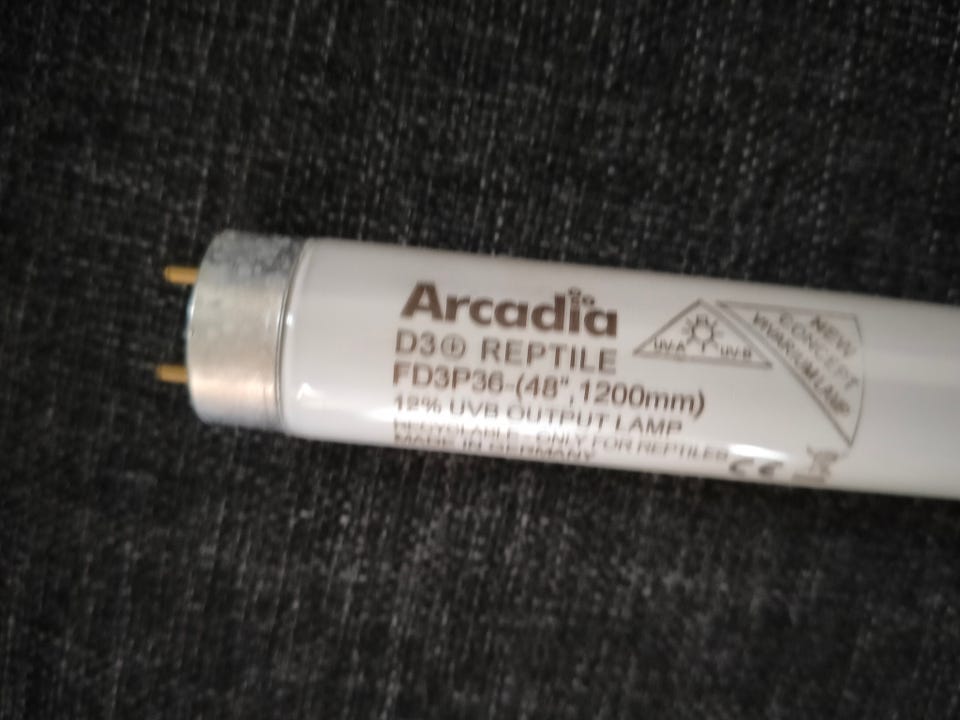 Arcadia
D3⊕ REPTILE
FD3P36-(48",1200mm)
12% UVB OUTPUT LAMP
RECYCLABLE - ONLY FOR REPTILES
MADE IN GERMANY
CE
UVA UVB
NEW
CONCEPT
VIVARIUM LAMP